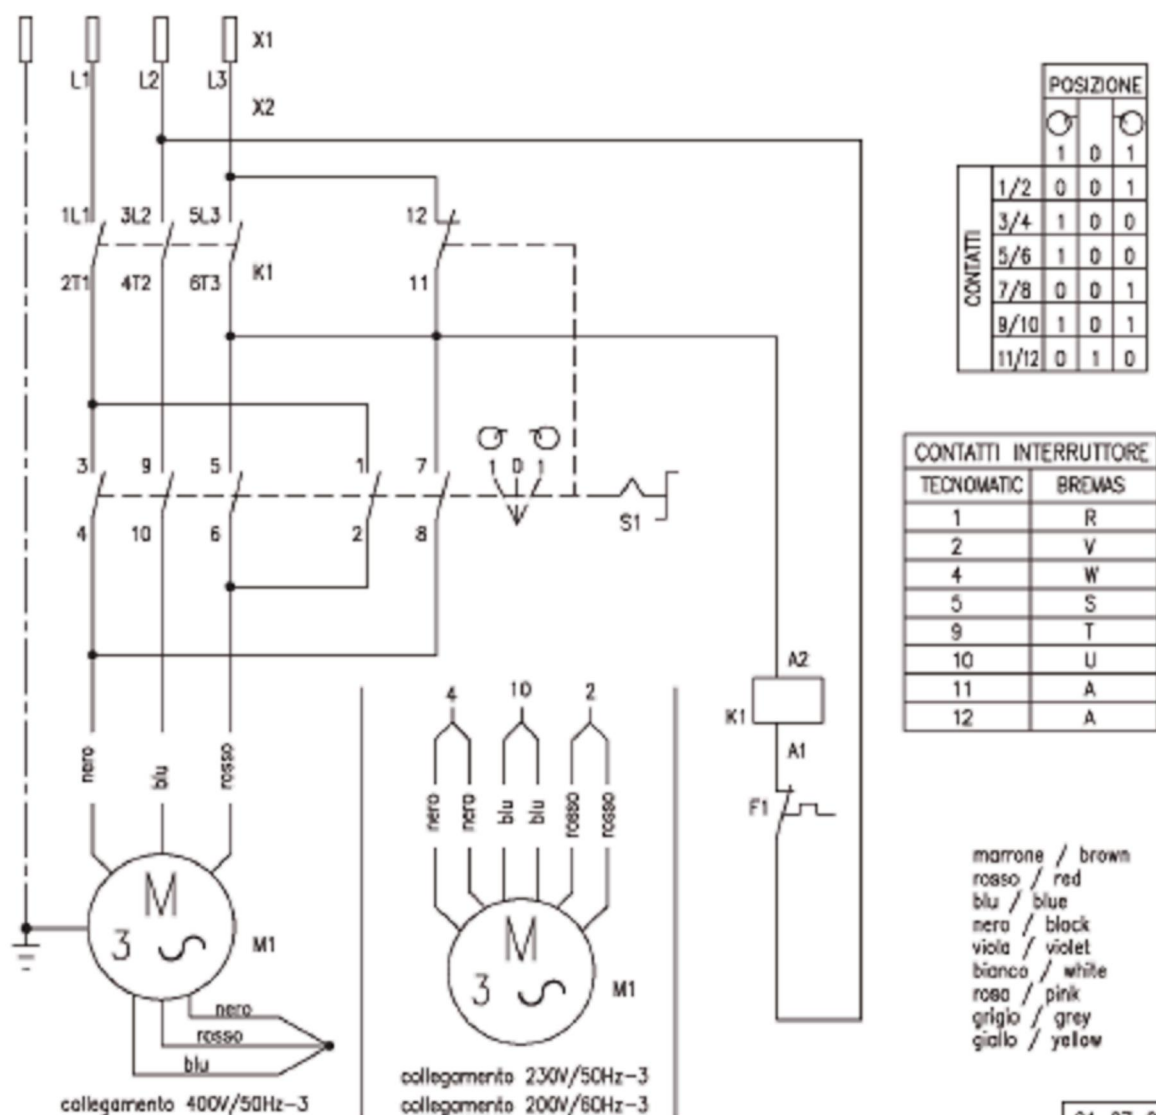 X1
L1 L2 L3
X2
1L1 3L2 5L3 12
K1
2T1 4T2 6T3 11
3 9 5 1 7
1 0 1
4 10 6 2 8
S1
A2
K1
A1
F1
nero
blu
rosso
M
3
M1
nero
rosso
blu
collegamento 400V/50Hz-3
4 10 2
nero
nero
blu
blu
rosso
rosso
M
3
M1
collegamento 230V/50Hz-3
collegamento 200V/60Hz-3
POSIZIONE
1 0 1
CONTATTI
1/2 0 0 1
3/4 1 0 0
5/6 1 0 0
7/8 0 0 1
9/10 1 0 1
11/12 0 1 0
CONTATTI INTERRUTTORE
TECNOMATIC BREMAS
1 R
2 V
4 W
5 S
9 T
10 U
11 A
12 A
marrone / brown
rosso / red
blu / blue
nero / black
viola / violet
bianco / white
rosa / pink
grigio / grey
giallo / yellow